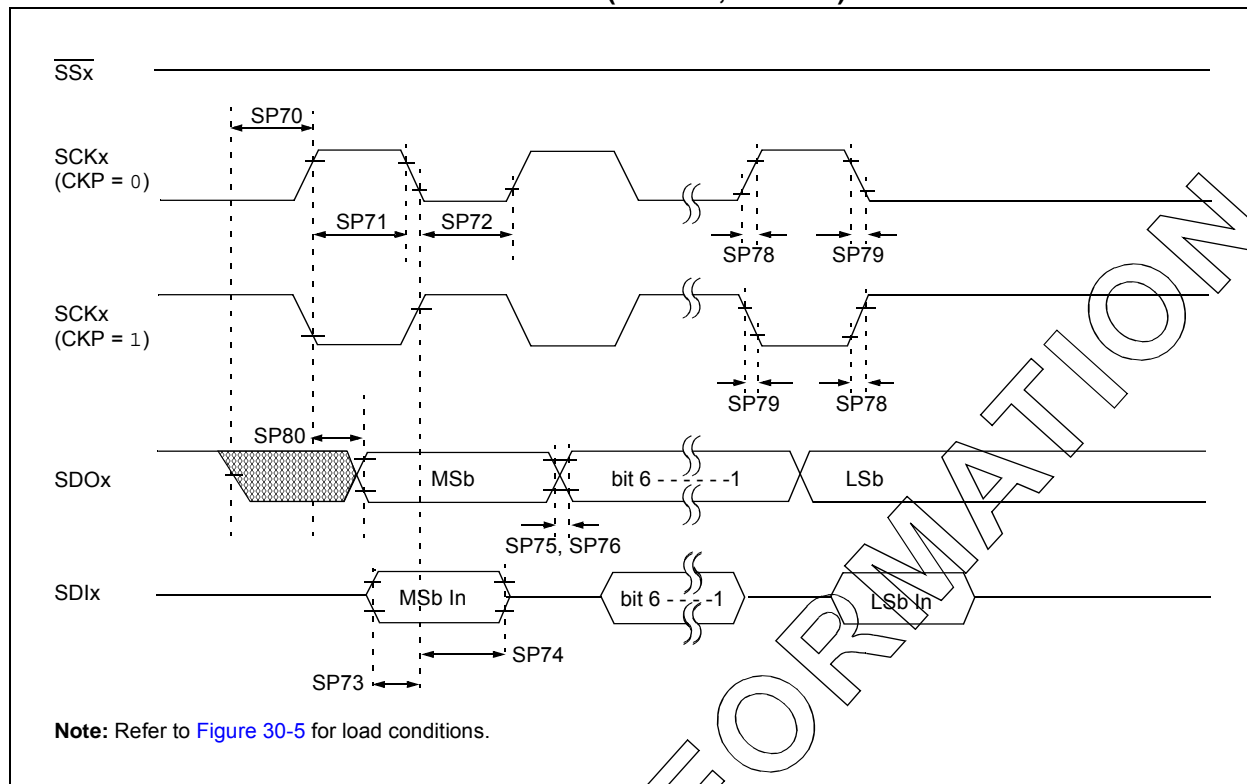 SSx
SP70
SCKx
(CKP = 0)
SP71
SP72
SP78
SP79
SCKx
(CKP = 1)
SP79
SP78
SP80
SDOx
MSb
bit 6 - - - - - -1
LSb
SP75, SP76
SDIx
MSb In
bit 6 - - - - -1
LSb In
SP74
SP73
Note: Refer to Figure 30-5 for load conditions.
FORMATION